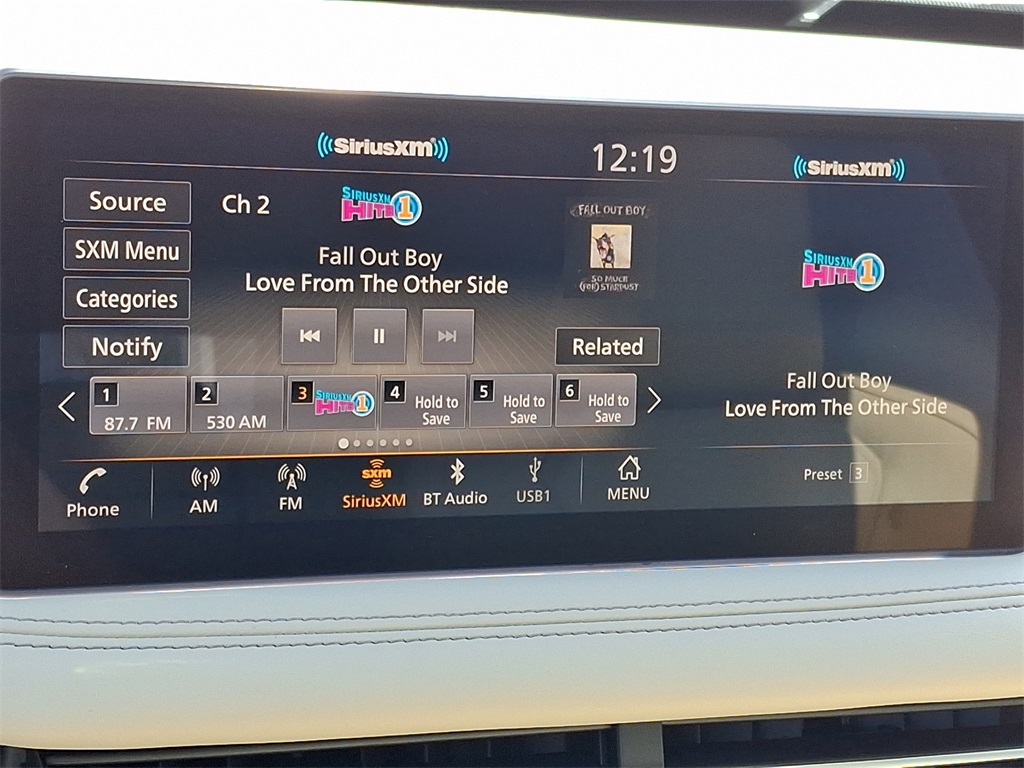 SiriusXM
12:19
SiriusXM
Source
Ch 2
SIRIUSXM
HITS 1
FALL OUT BOY
SXM Menu
Fall Out Boy
Love From The Other Side
SO MUCH
(FOR) STARDUST
SIRIUSXM
HITS 1
Categories
Notify
Related
1
87.7 FM
2
530 AM
3
SIRIUSXM
HITS 1
4
Hold to
Save
5
Hold to
Save
6
Hold to
Save
Fall Out Boy
Love From The Other Side
Phone
AM
FM
sxm
SiriusXM
BT Audio
USB1
MENU
Preset 3